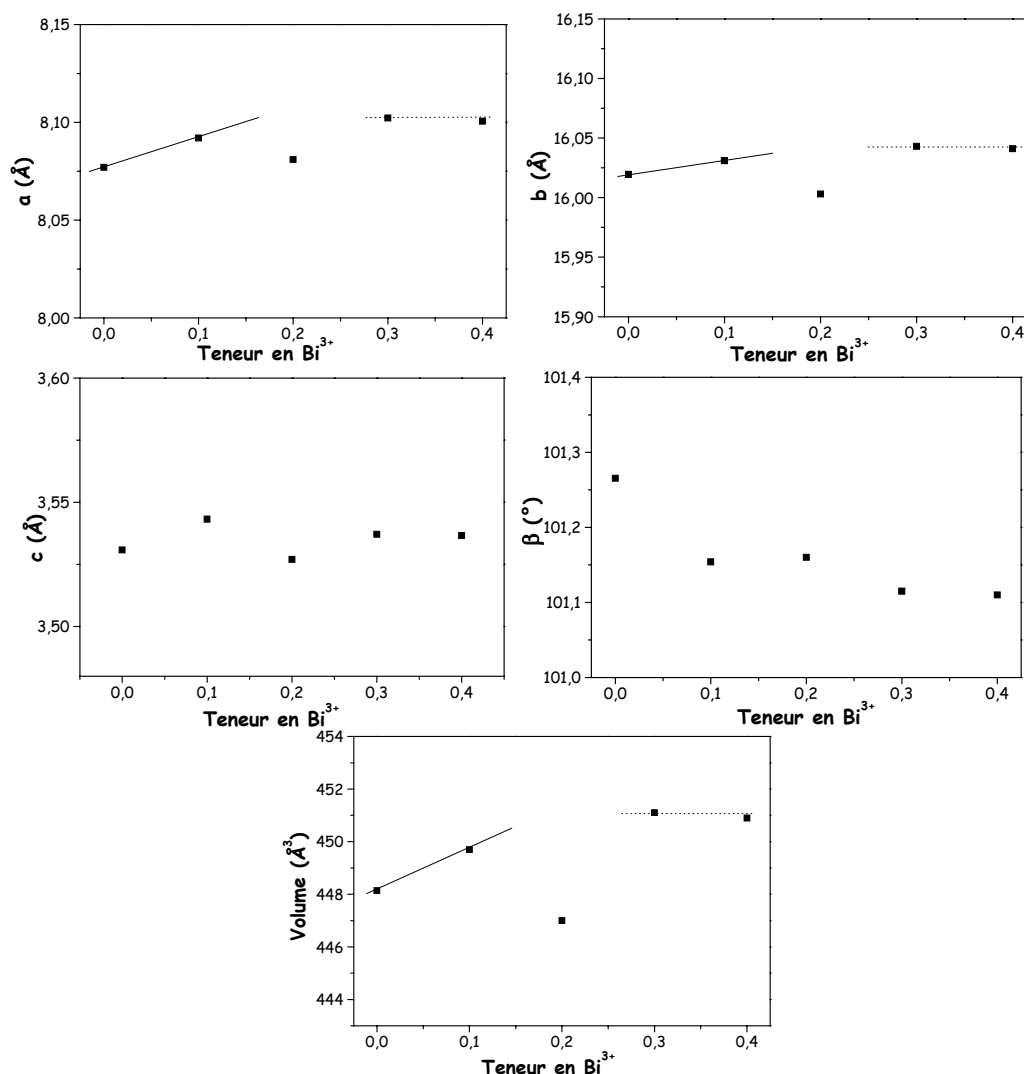 8,15
8,10
8,05
8,00
a (Å)
0,0 0,1 0,2 0,3 0,4
Teneur en Bi³⁺
16,15
16,10
16,05
16,00
15,95
15,90
b (Å)
0,0 0,1 0,2 0,3 0,4
Teneur en Bi³⁺
3,60
3,55
3,50
c (Å)
0,0 0,1 0,2 0,3 0,4
Teneur en Bi³⁺
101,4
101,3
101,2
101,1
101,0
β (°)
0,0 0,1 0,2 0,3 0,4
Teneur en Bi³⁺
454
452
450
448
446
444
Volume (Å³)
0,0 0,1 0,2 0,3 0,4
Teneur en Bi³⁺